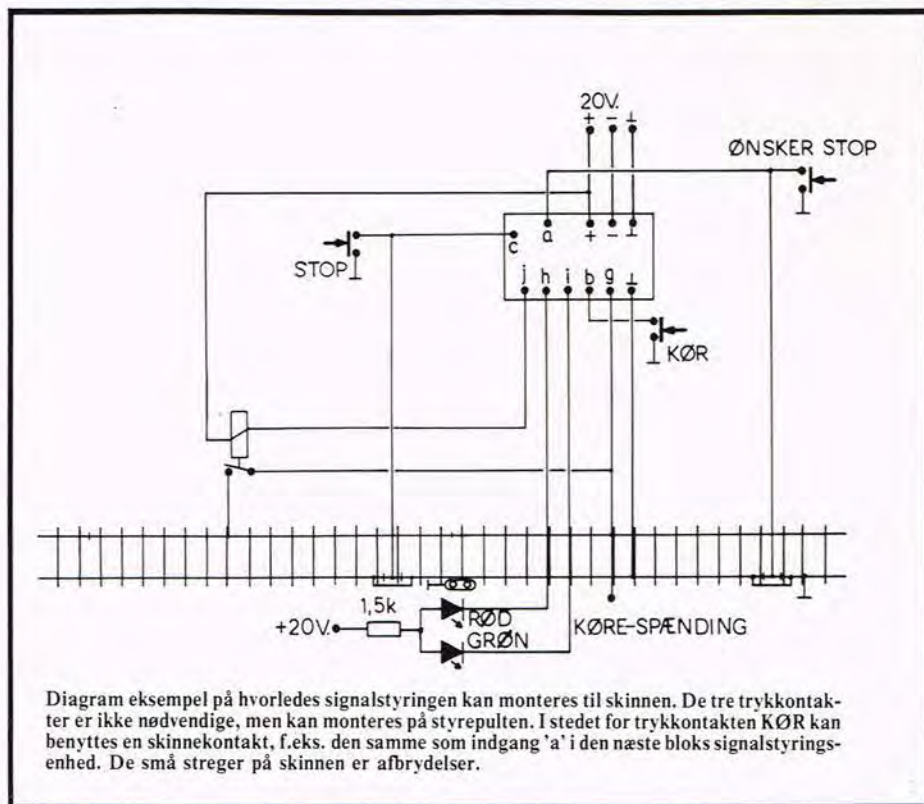 20V.
+ − ⊥
ØNSKER STOP
STOP
c a + − ⊥
j h i b g ⊥
KØR
1,5k
+20V.
RØD
GRØN
KØRE-SPÆNDING
Diagram eksempel på hvorledes signalstyringen kan monteres til skinnen. De tre trykkontak-
ter er ikke nødvendige, men kan monteres på styrepulten. I stedet for trykkontakten KØR kan
benyttes en skinnekontakt, f.eks. den samme som indgang 'a' i den næste bloks signalstyrings-
enhed. De små streger på skinnen er afbrydelser.